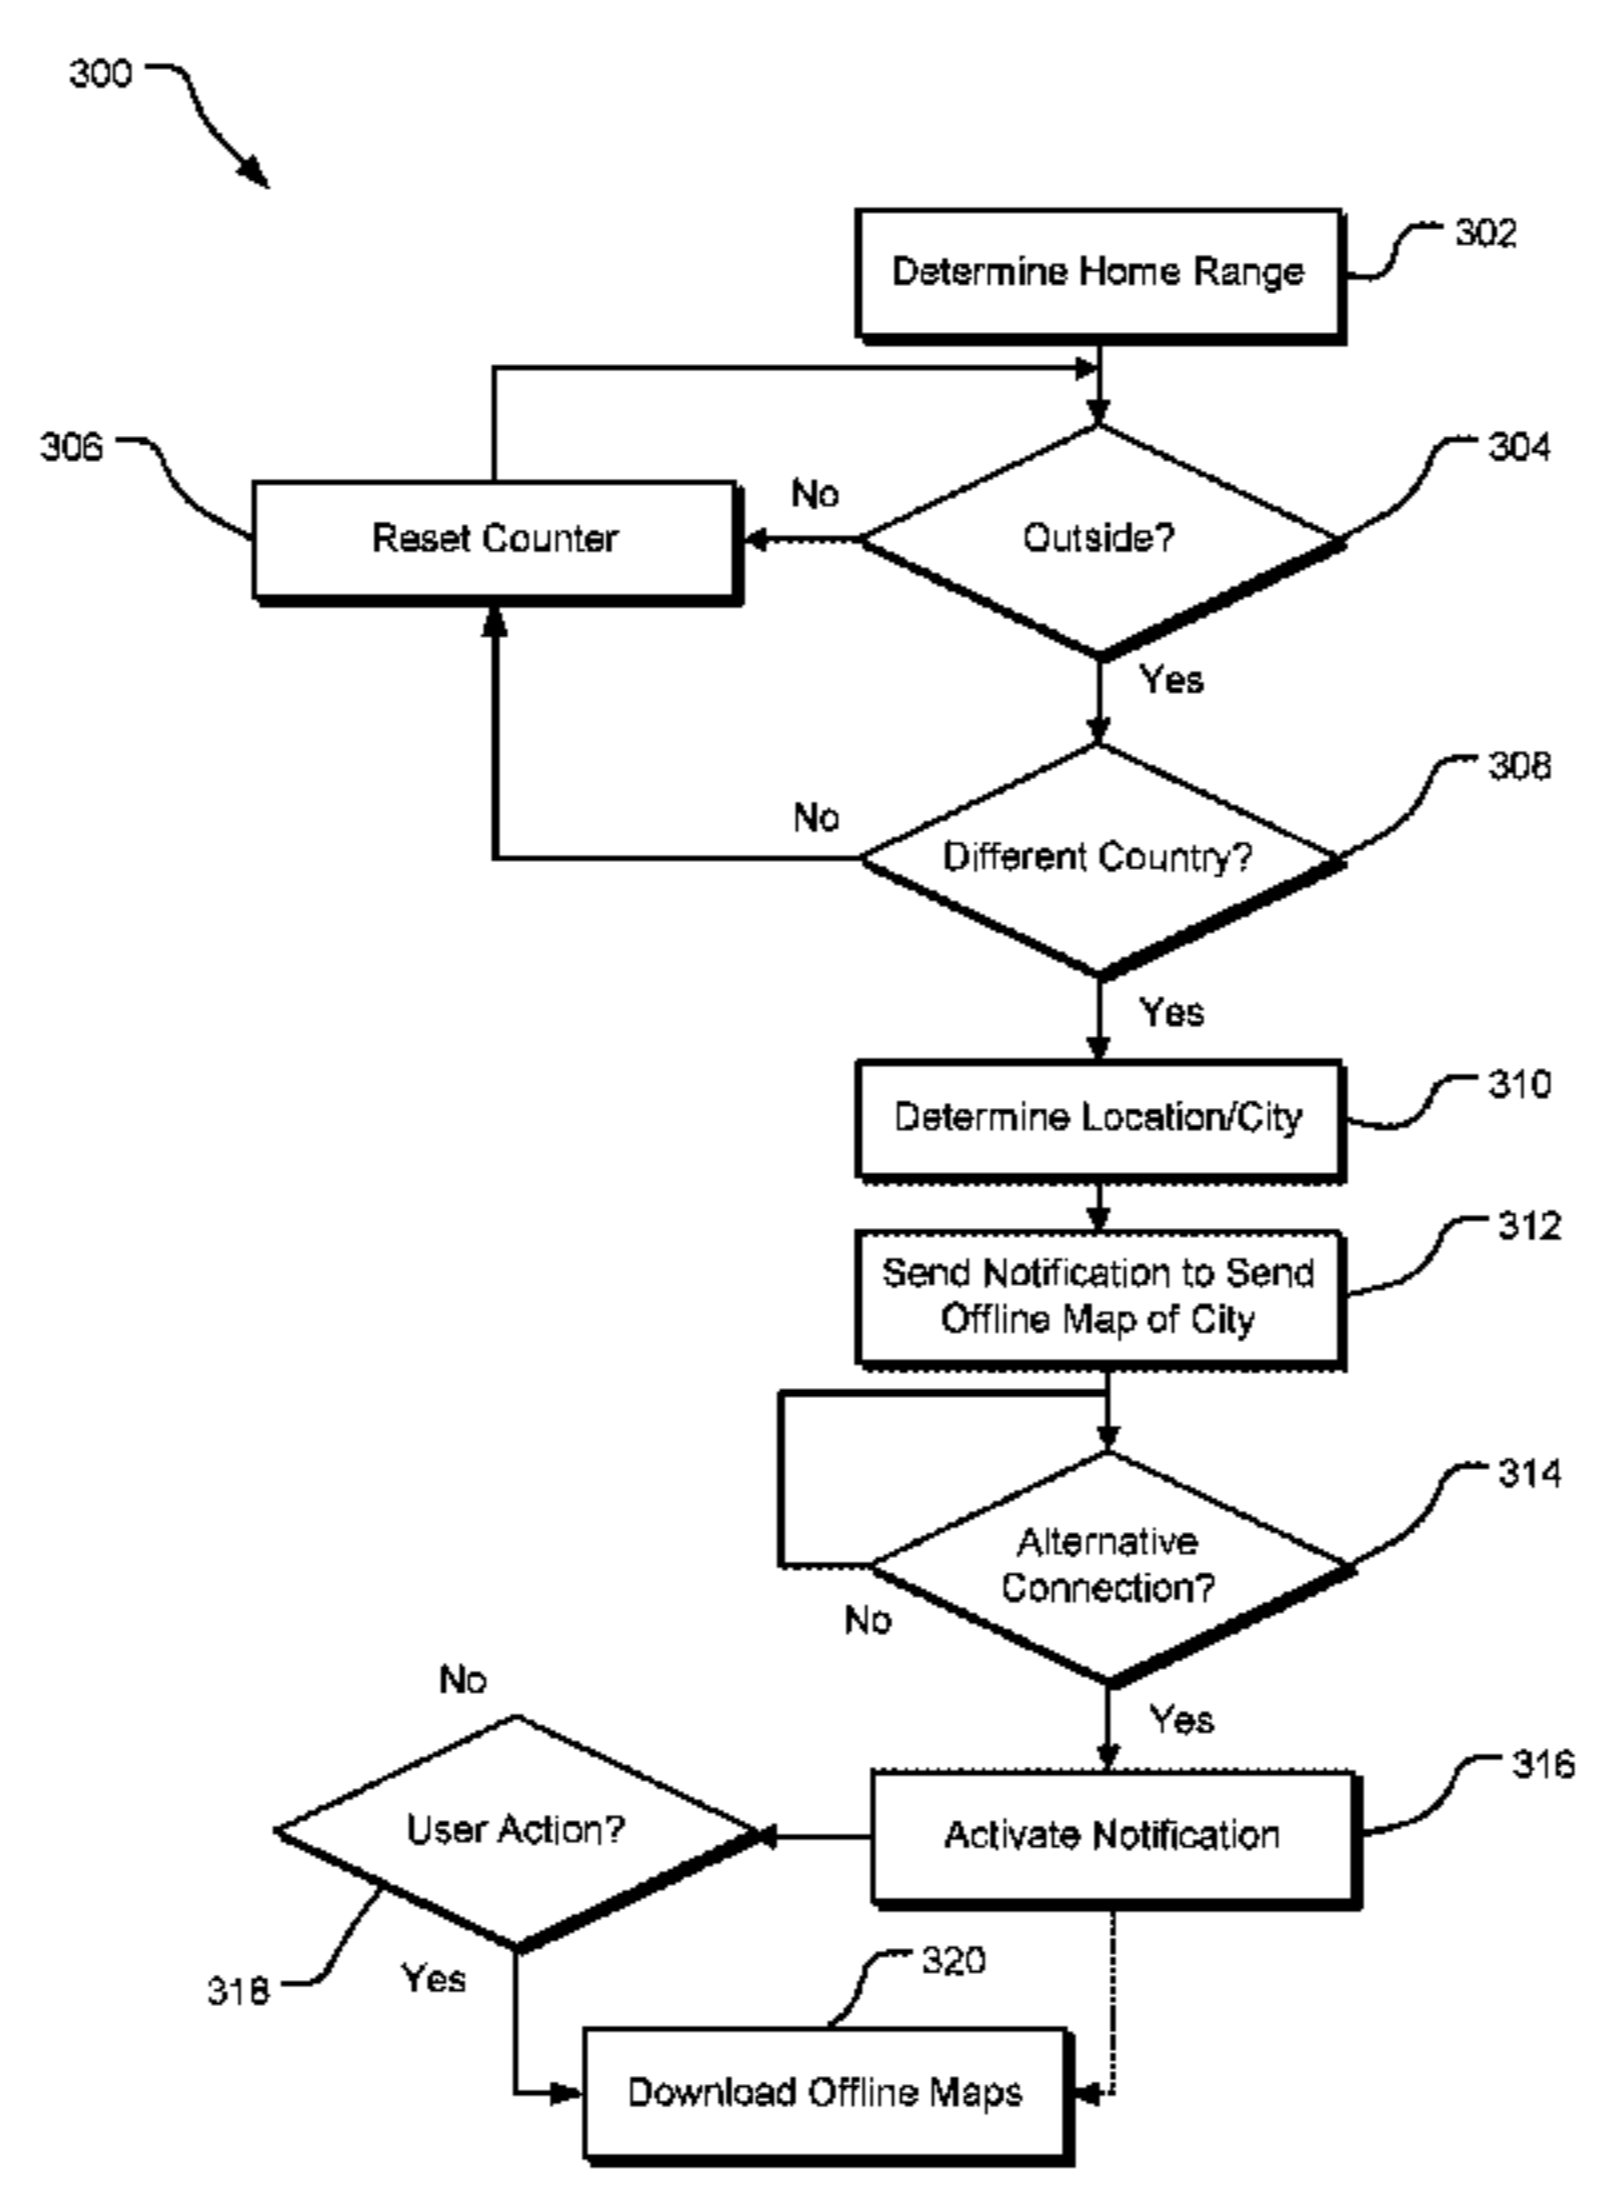 300
302
Determine Home Range
306
304
No
Reset Counter
Outside?
Yes
308
No
Different Country?
Yes
310
Determine Location/City
312
Send Notification to Send
Offline Map of City
314
Alternative
Connection?
No
No
Yes
316
User Action?
Activate Notification
318
Yes
320
Download Offline Maps